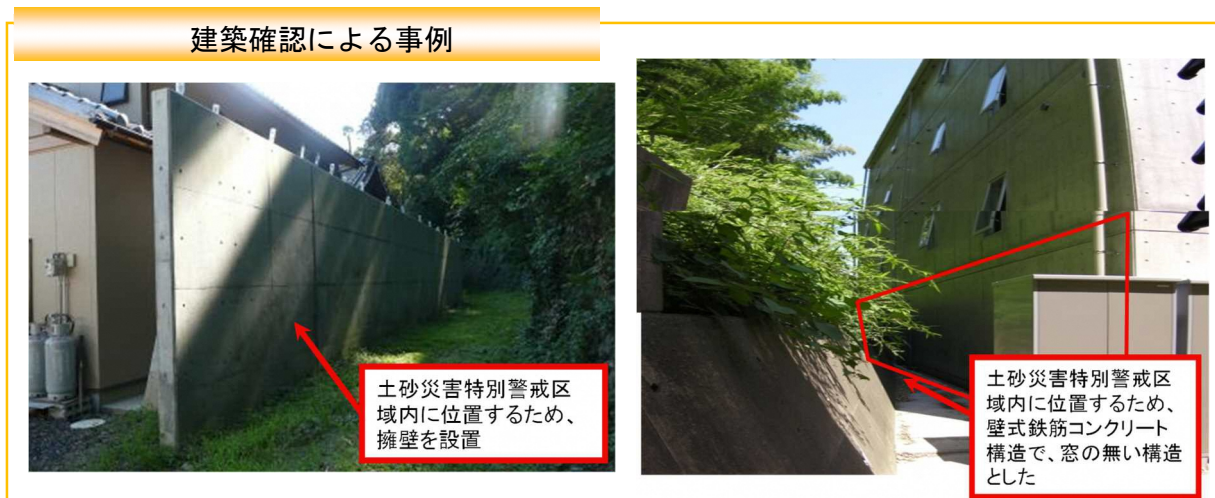 建築確認による事例
土砂災害特別警戒区
域内に位置するため、
擁壁を設置
土砂災害特別警戒区
域内に位置するため、
壁式鉄筋コンクリート
構造で、窓の無い構造
とした